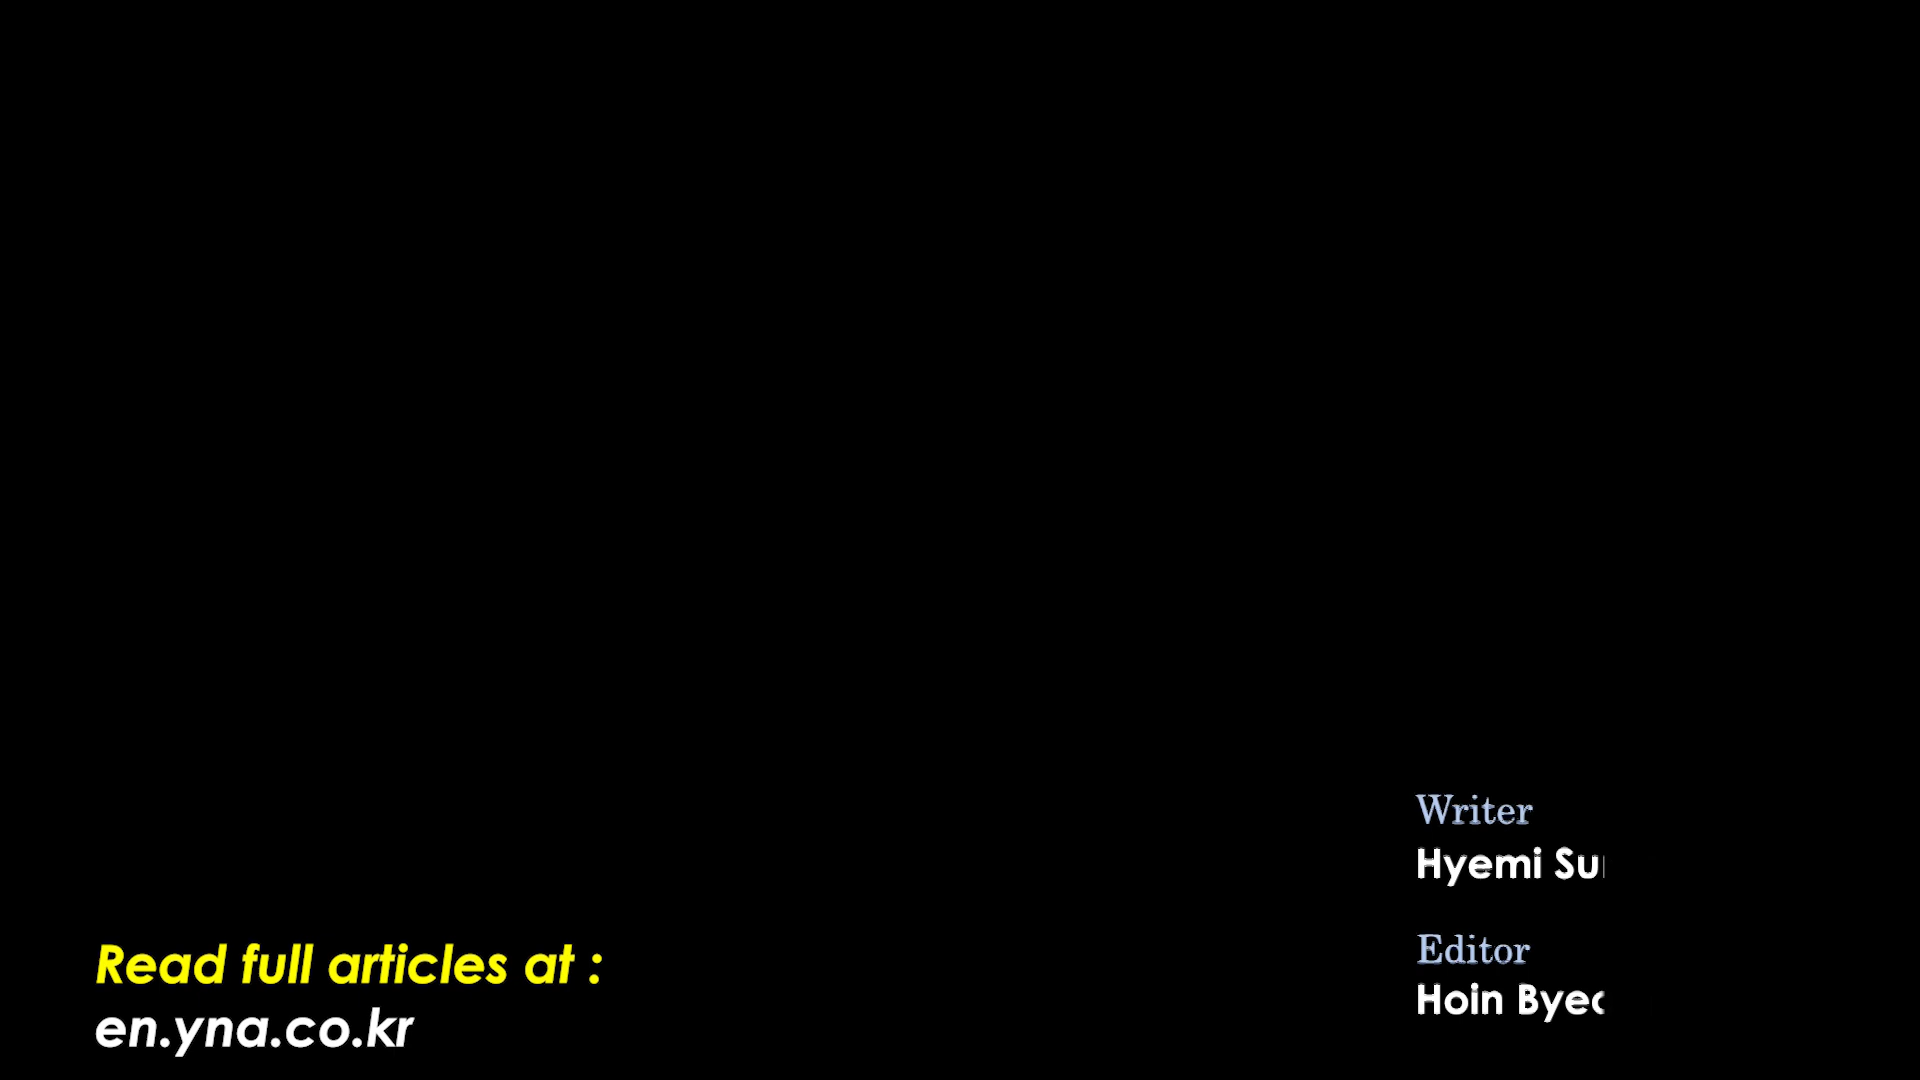 Writer
Hyemi
Editor
Hoin
Read full articles at :
en.yna.co.kr